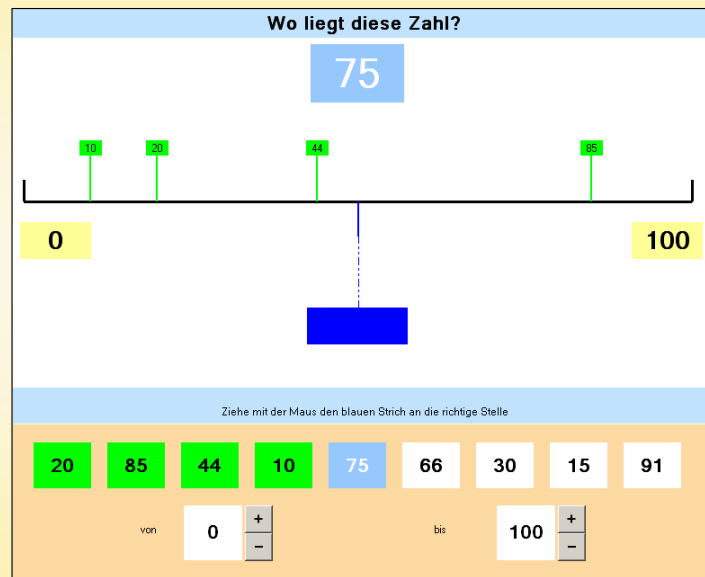 Wo liegt diese Zahl?
75
10 20 44 85
0 100
Ziehe mit der Maus den blauen Strich an die richtige Stelle
20 85 44 10 75 66 30 15 91
von 0 + - bis 100 + -